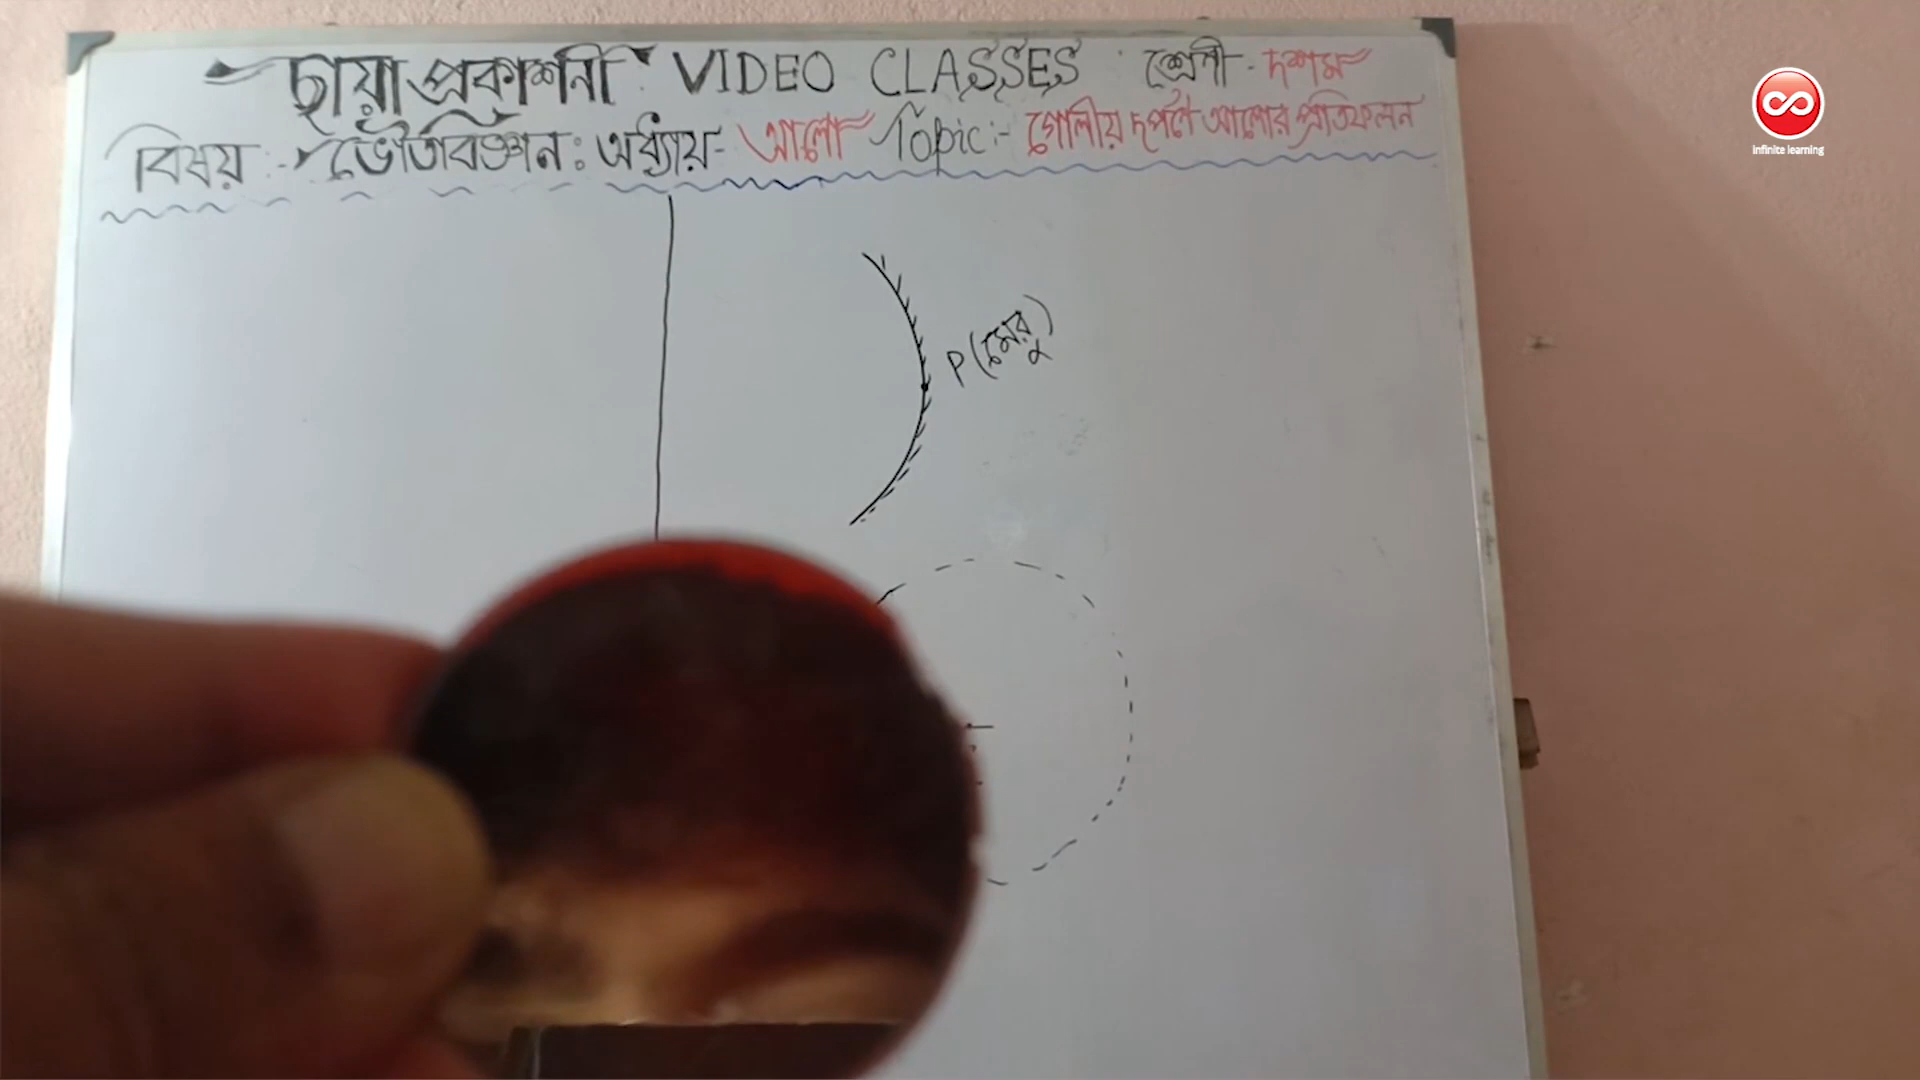 ছায়া প্রকাশনী VIDEO CLASSES শ্রেণী - দশম
বিষয় :- ভৌতবিজ্ঞান : অধ্যায়- আলো Topic :- গোলীয় দর্পণে আলোর প্রতিফলন
P (মেরু)
infinite learning